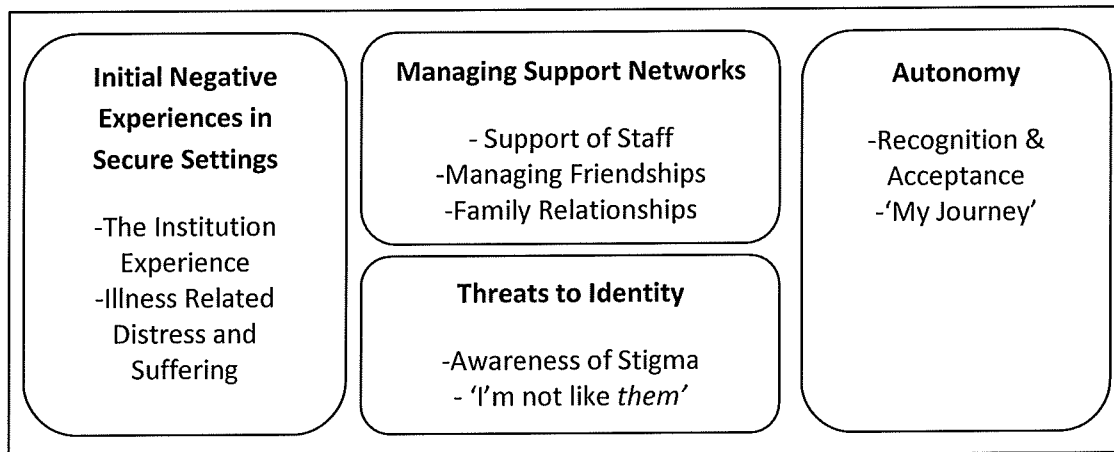 Initial Negative
Experiences in
Secure Settings
-The Institution
Experience
-Illness Related
Distress and
Suffering
Managing Support Networks
- Support of Staff
-Managing Friendships
-Family Relationships
Threats to Identity
-Awareness of Stigma
- ‘I’m not like them’
Autonomy
-Recognition &
Acceptance
-‘My Journey’